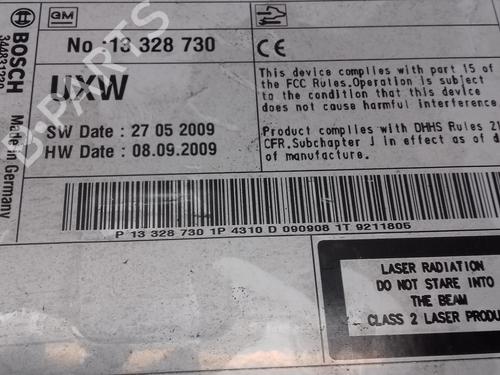 BOSCH
Made in Germany
GM
No - 13 328 730
CE
UXW
SW Date : 27 05 2009
HW Date : 08.09.2009
This device complies with part 15 of
the FCC Rules.Operation is subject
to the condition that this device
does not cause harmful interference
Product complies with DHHS Rules 21
CFR.Subchapter J in effect as of d
of manufacture.
P 13 328 730 1P 4310 D 090908 1T 9211805
LASER RADIATION
DO NOT STARE INTO
THE BEAM
CLASS 2 LASER PRODU
B-PARTS